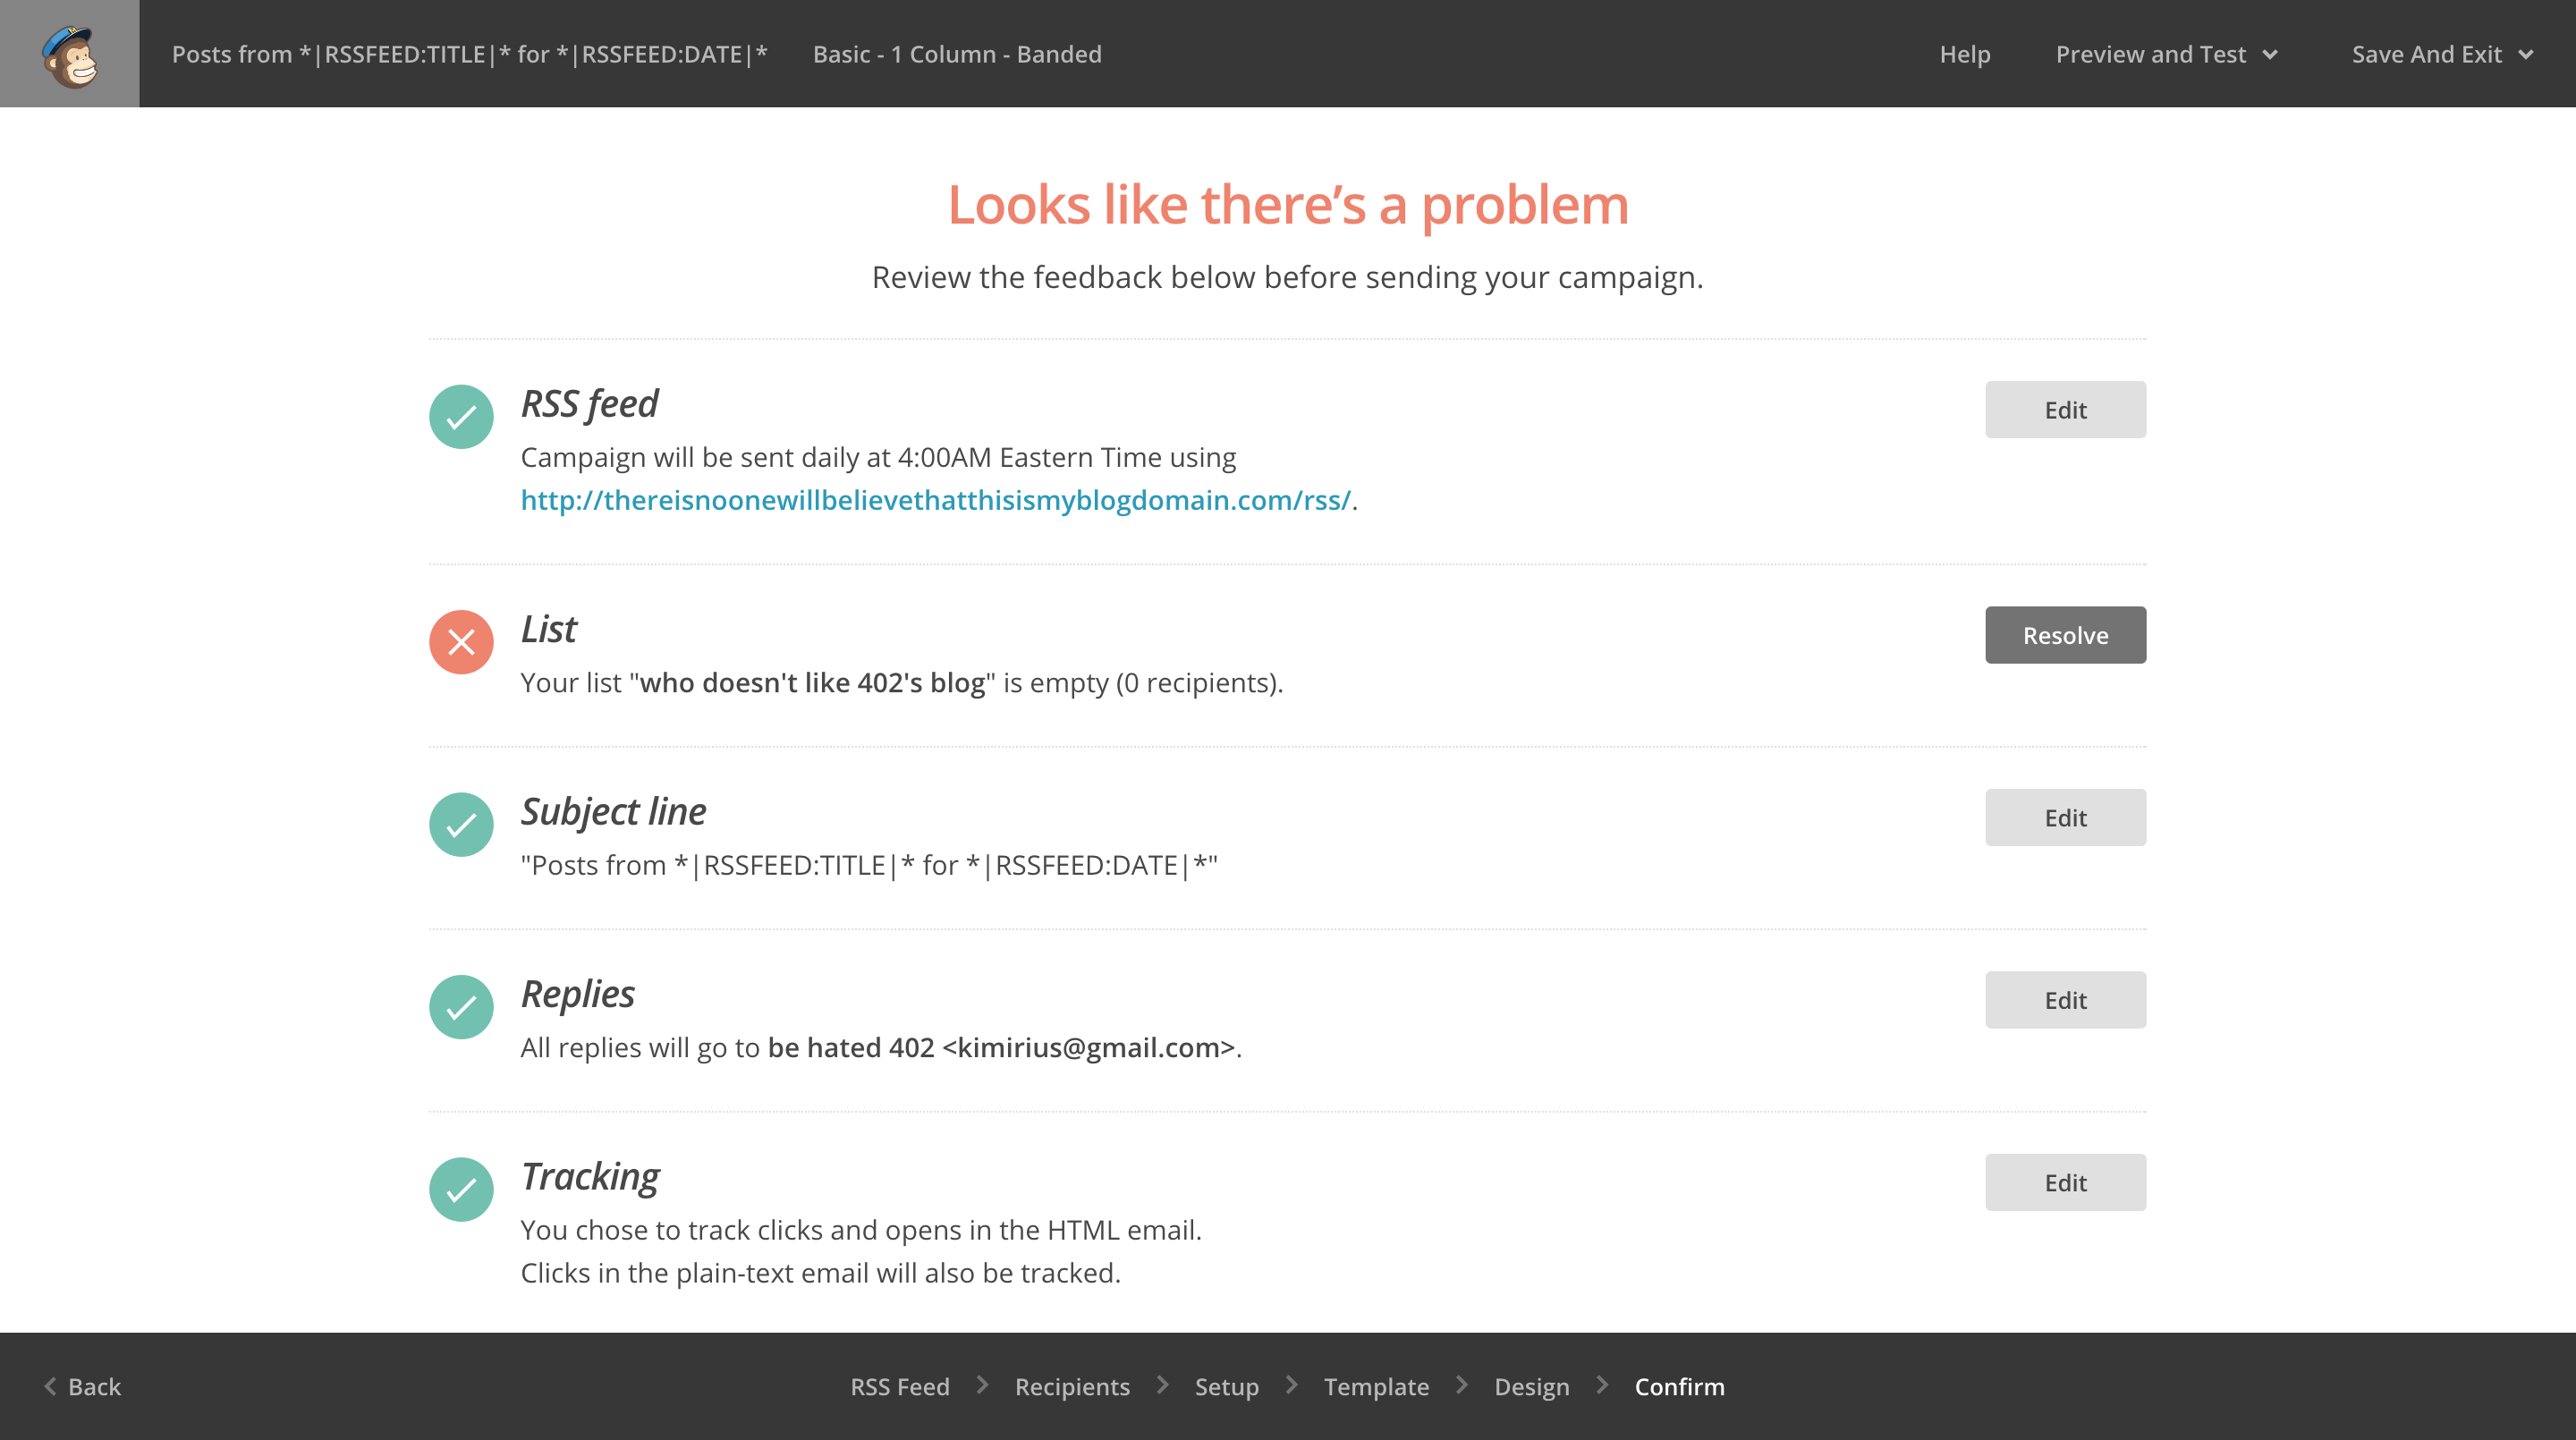 Posts from *|RSSFEED:TITLE|* for *|RSSFEED:DATE|* Basic - 1 Column - Banded Help Preview and Test Save And Exit
Looks like there’s a problem
Review the feedback below before sending your campaign.
RSS feed
Edit
Campaign will be sent daily at 4:00AM Eastern Time using
http://thereisnoonewillbelievethatthisismyblogdomain.com/rss/.
List
Resolve
Your list "who doesn't like 402's blog" is empty (0 recipients).
Subject line
Edit
"Posts from *|RSSFEED:TITLE|* for *|RSSFEED:DATE|*"
Replies
Edit
All replies will go to be hated 402 <kimirius@gmail.com>.
Tracking
Edit
You chose to track clicks and opens in the HTML email.
Clicks in the plain-text email will also be tracked.
Back RSS Feed Recipients Setup Template Design Confirm